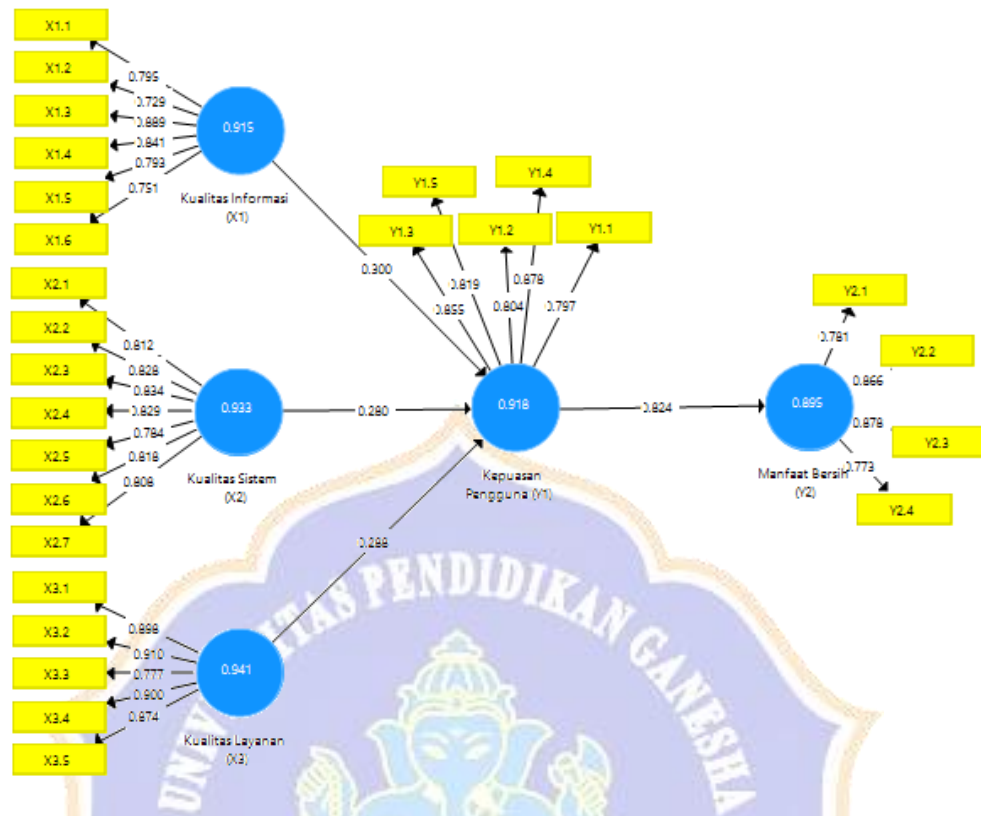 X1.1
X1.2
X1.3
X1.4
X1.5
X1.6
0.795
0.729
0.889
0.841
0.793
0.751
0.915
Kualitas Informasi
(X1)
X2.1
X2.2
X2.3
X2.4
X2.5
X2.6
X2.7
0.812
0.828
0.834
0.829
0.784
0.818
0.808
0.933
Kualitas Sistem
(X2)
X3.1
X3.2
X3.3
X3.4
X3.5
0.898
0.910
0.777
0.900
0.874
0.941
Kualitas Layanan
(X3)
0.300
0.280
0.288
Y1.5
Y1.4
Y1.3
Y1.2
Y1.1
0.855
0.819
0.804
0.878
0.797
0.918
Kepuasan
Pengguna (Y1)
0.824
Y2.1
Y2.2
Y2.3
Y2.4
0.781
0.866
0.878
0.773
0.895
Manfaat Bersih
(Y2)
PENDIDIKAN GANESHA